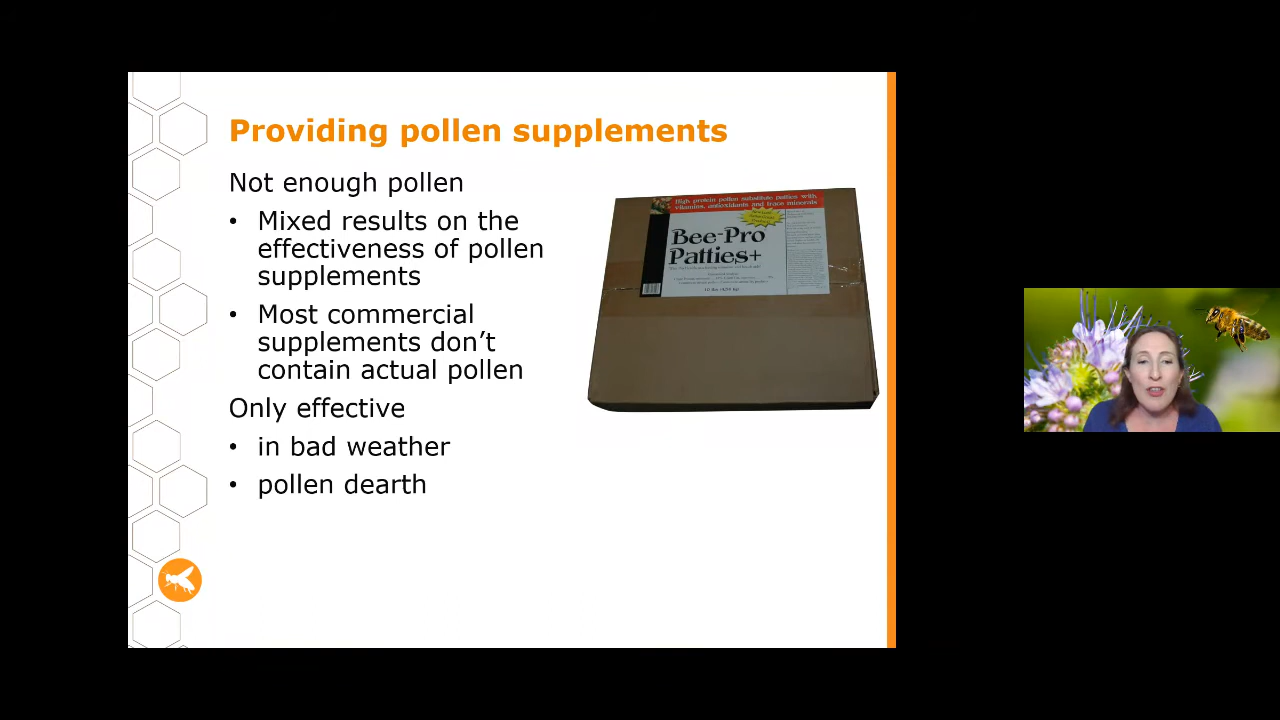 Providing pollen supplements
Not enough pollen
• Mixed results on the
effectiveness of pollen
supplements
• Most commercial
supplements don’t
contain actual pollen
Only effective
• in bad weather
• pollen dearth
High protein pollen substitute patties with
vitamins, antioxidants and trace minerals
Bee-Pro
Patties+